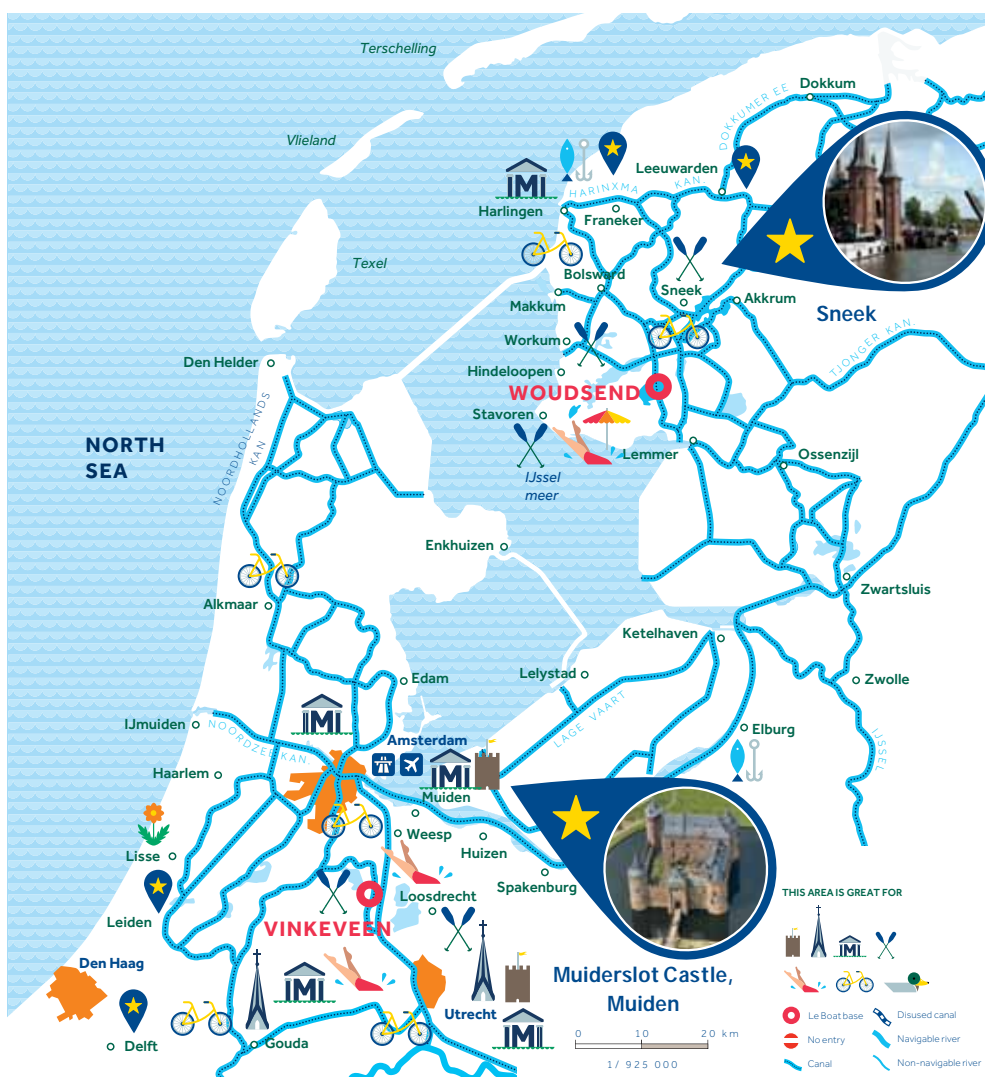 Terschelling
Dokkum
DOKKUMER EE
Vlieland
Leeuwarden
HARINXMA KAN
Harlingen
Franeker
Texel
Bolsward
Sneek
Makkum
Akkrum
Sneek
Workum
TJONGER KAN.
Den Helder
Hindeloopen
WOUDSEND
NOORDHOLLANDS
KAN
Stavoren
NORTH
SEA
Lemmer
Ossenzijl
IJssel
meer
Enkhuizen
Zwartsluis
Alkmaar
Ketelhaven
Lelystad
Zwolle
Edam
LAGE VAART
IJSSEL
IJmuiden
NOORDZEE KAN.
Elburg
Amsterdam
Haarlem
Muiden
Weesp
Huizen
Lisse
Spakenburg
THIS AREA IS GREAT FOR
Loosdrecht
Leiden
VINKEVEEN
Den Haag
Muiderslot Castle,
Muiden
Utrecht
Le Boat base
Disused canal
No entry
Navigable river
Canal
Non-navigable river
Delft
Gouda
0 10 20 km
1/ 925 000